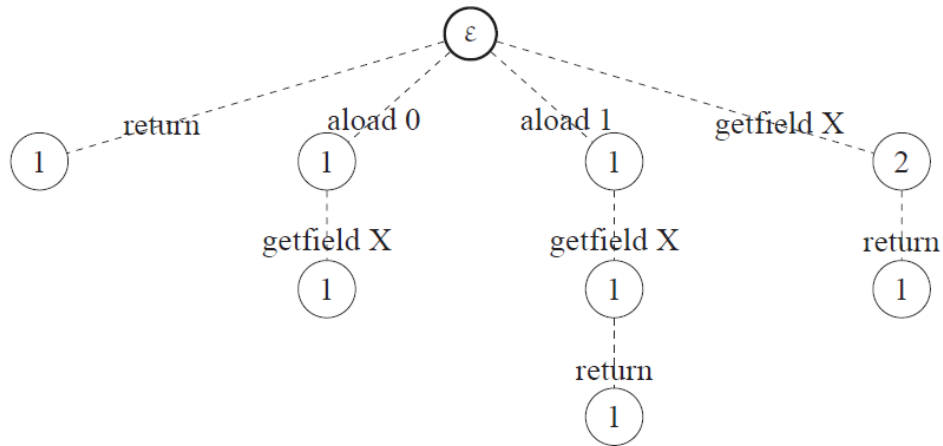 ε
return
aload 0
aload 1
getfield X
1
1
1
2
getfield X
getfield X
return
1
1
1
return
1